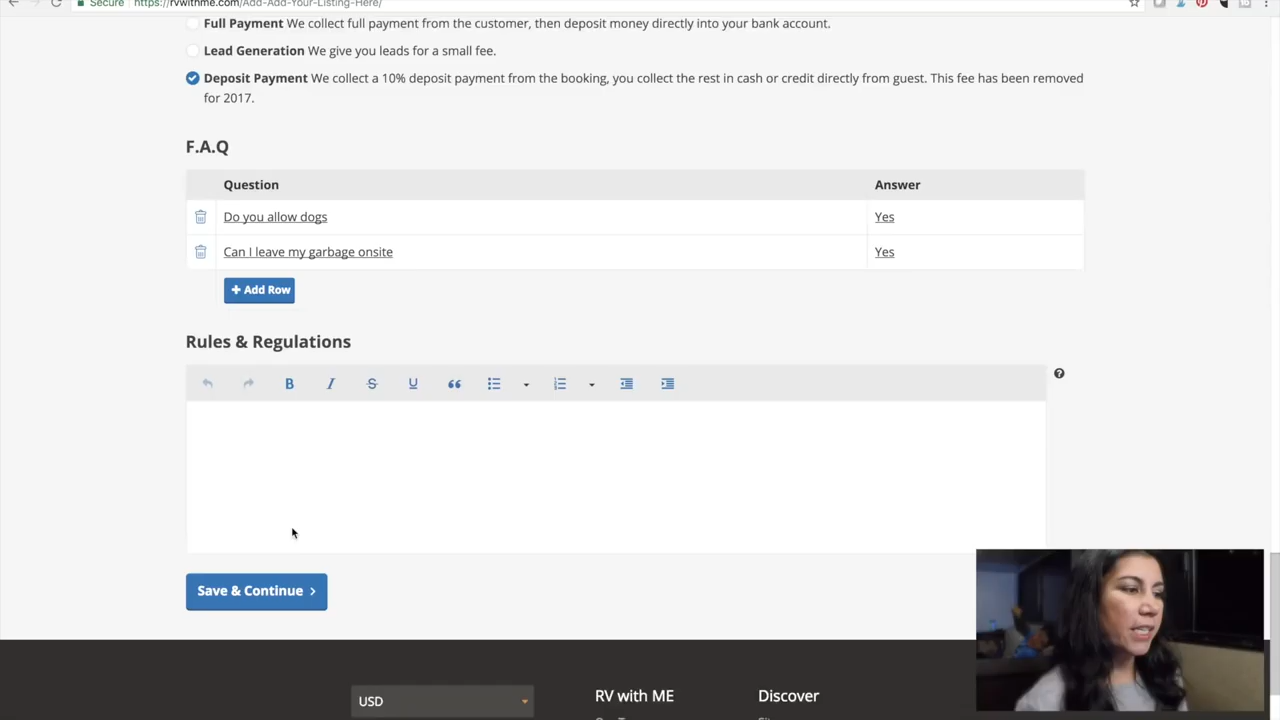 Secure https://rvwithme.com/Add-Add-Your-Listing-Here/
Full Payment We collect full payment from the customer, then deposit money directly into your bank account.
Lead Generation We give you leads for a small fee.
Deposit Payment We collect a 10% deposit payment from the booking, you collect the rest in cash or credit directly from guest. This fee has been removed
for 2017.
F.A.Q
Question Answer
Do you allow dogs Yes
Can I leave my garbage onsite Yes
+ Add Row
Rules & Regulations
B I S U
Save & Continue
USD RV with ME Discover